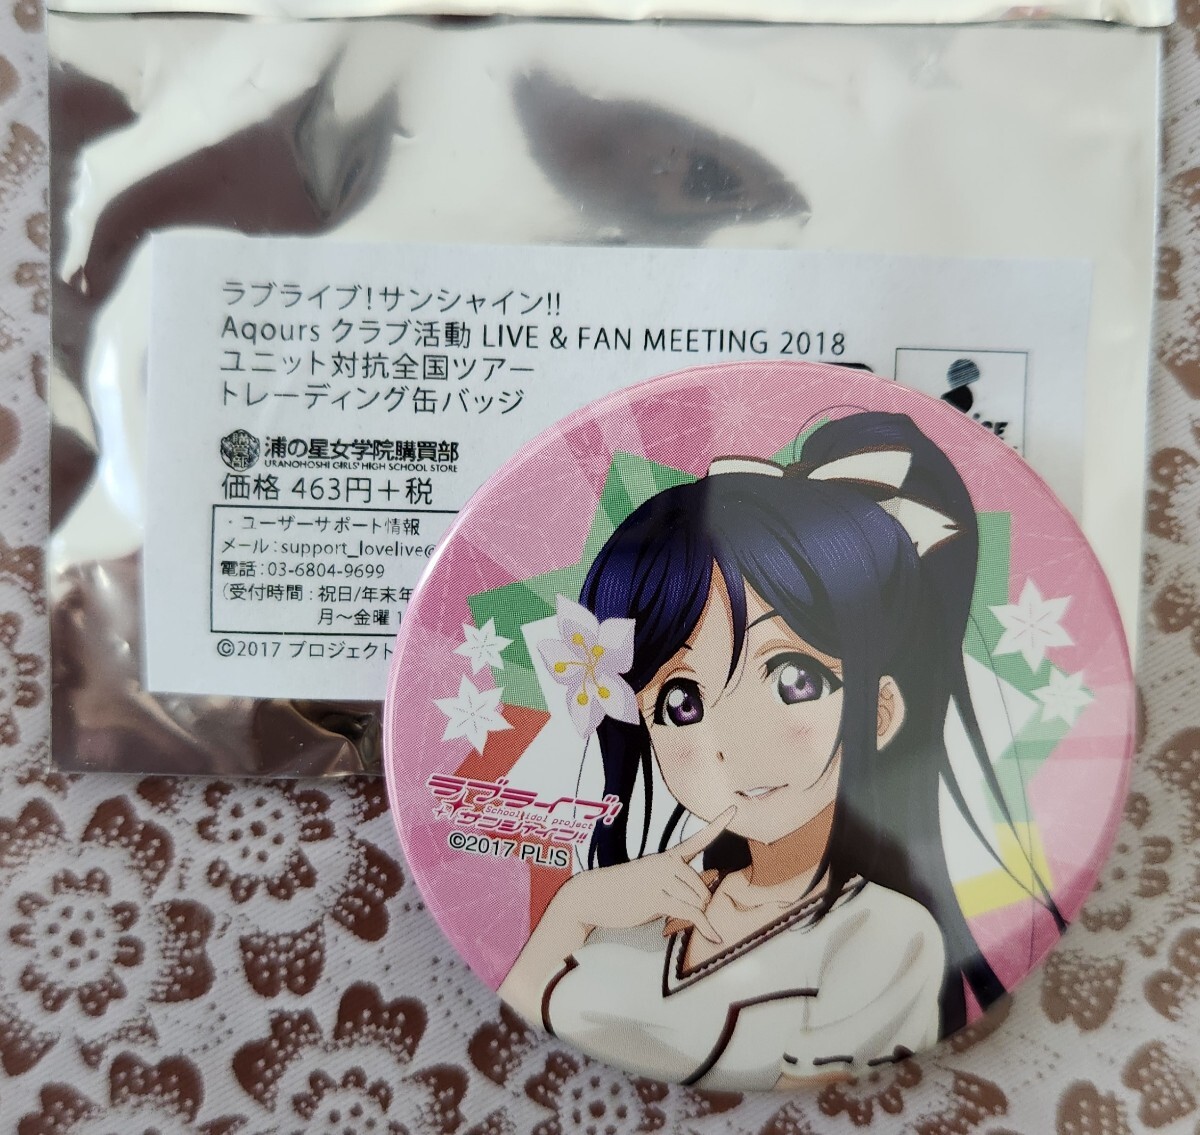 ラブライブ！サンシャイン!!
Aqours クラブ活動 LIVE & FAN MEETING 2018
ユニット対抗全国ツアー
トレーディング缶バッジ
浦の星女学院購買部
URANOHOSHI GIRLS' HIGH SCHOOL STORE
価格 463円＋税
・ユーザーサポート情報
メール：support_lovelive@
電話：03-6804-9699
（受付時間：祝日/年末年
月～金曜 1
©2017 プロジェクト
ラブライブ！
School idol project
サンシャイン!!
©2017 PL!S